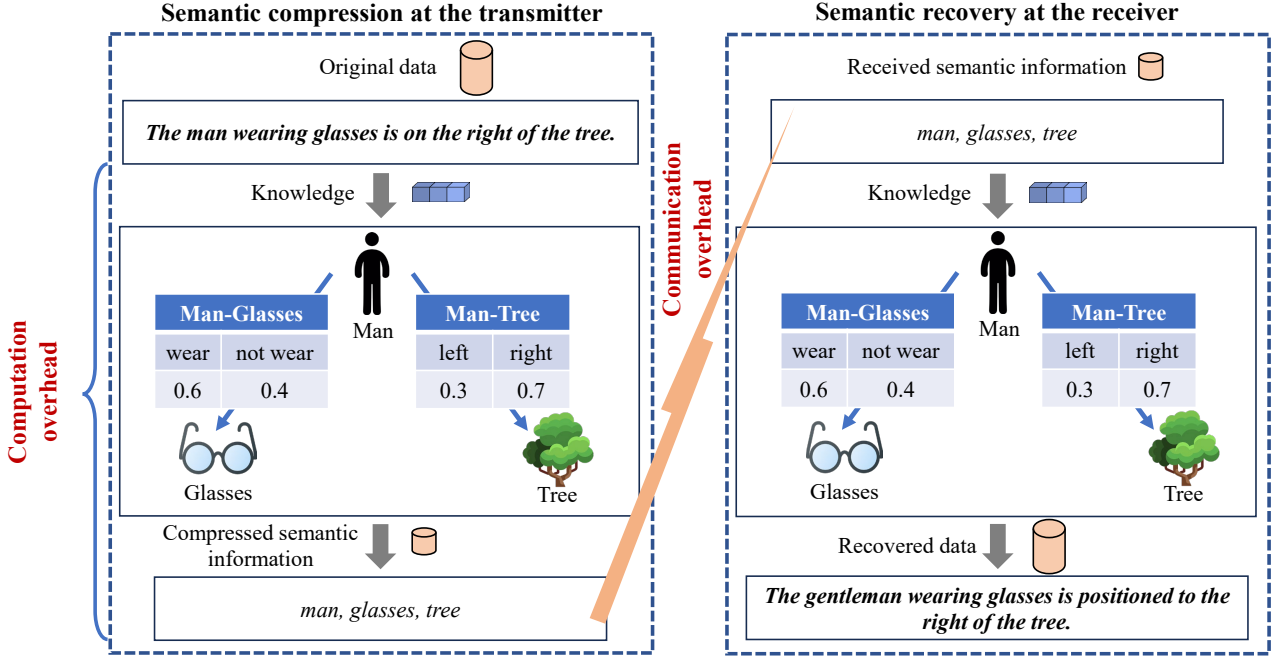 Semantic compression at the transmitter
Original data
The man wearing glasses is on the right of the tree.
Knowledge
Man
Man-Glasses
wear not wear
0.6 0.4
Man-Tree
left right
0.3 0.7
Glasses
Tree
Compressed semantic
information
man, glasses, tree
Computation
overhead
Communication
overhead
Semantic recovery at the receiver
Received semantic information
man, glasses, tree
Knowledge
Man
Man-Glasses
wear not wear
0.6 0.4
Man-Tree
left right
0.3 0.7
Glasses
Tree
Recovered data
The gentleman wearing glasses is positioned to the
right of the tree.